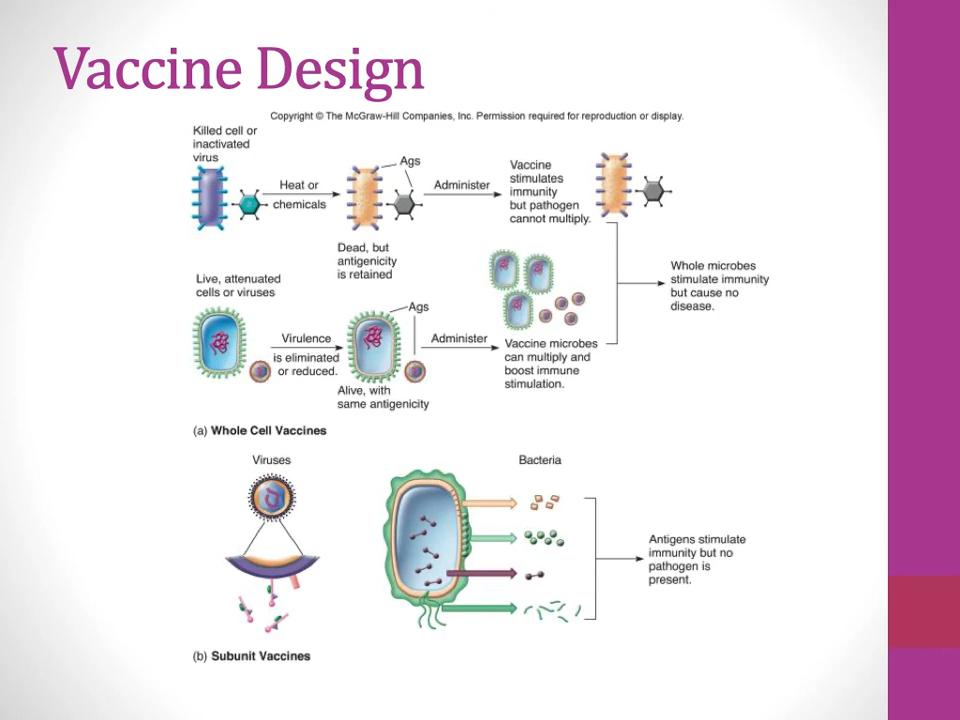 Vaccine Design
Copyright © The McGraw-Hill Companies, Inc. Permission required for reproduction or display.
Killed cell or
inactivated
virus
Heat or
chemicals
Ags
Dead, but
antigenicity
is retained
Administer
Vaccine
stimulates
immunity
but pathogen
cannot multiply.
Live, attenuated
cells or viruses
Virulence
is eliminated
or reduced.
Ags
Alive, with
same antigenicity
Administer
Vaccine microbes
can multiply and
boost immune
stimulation.
Whole microbes
stimulate immunity
but cause no
disease.
(a) Whole Cell Vaccines
Viruses
Bacteria
Antigens stimulate
immunity but no
pathogen is
present.
(b) Subunit Vaccines